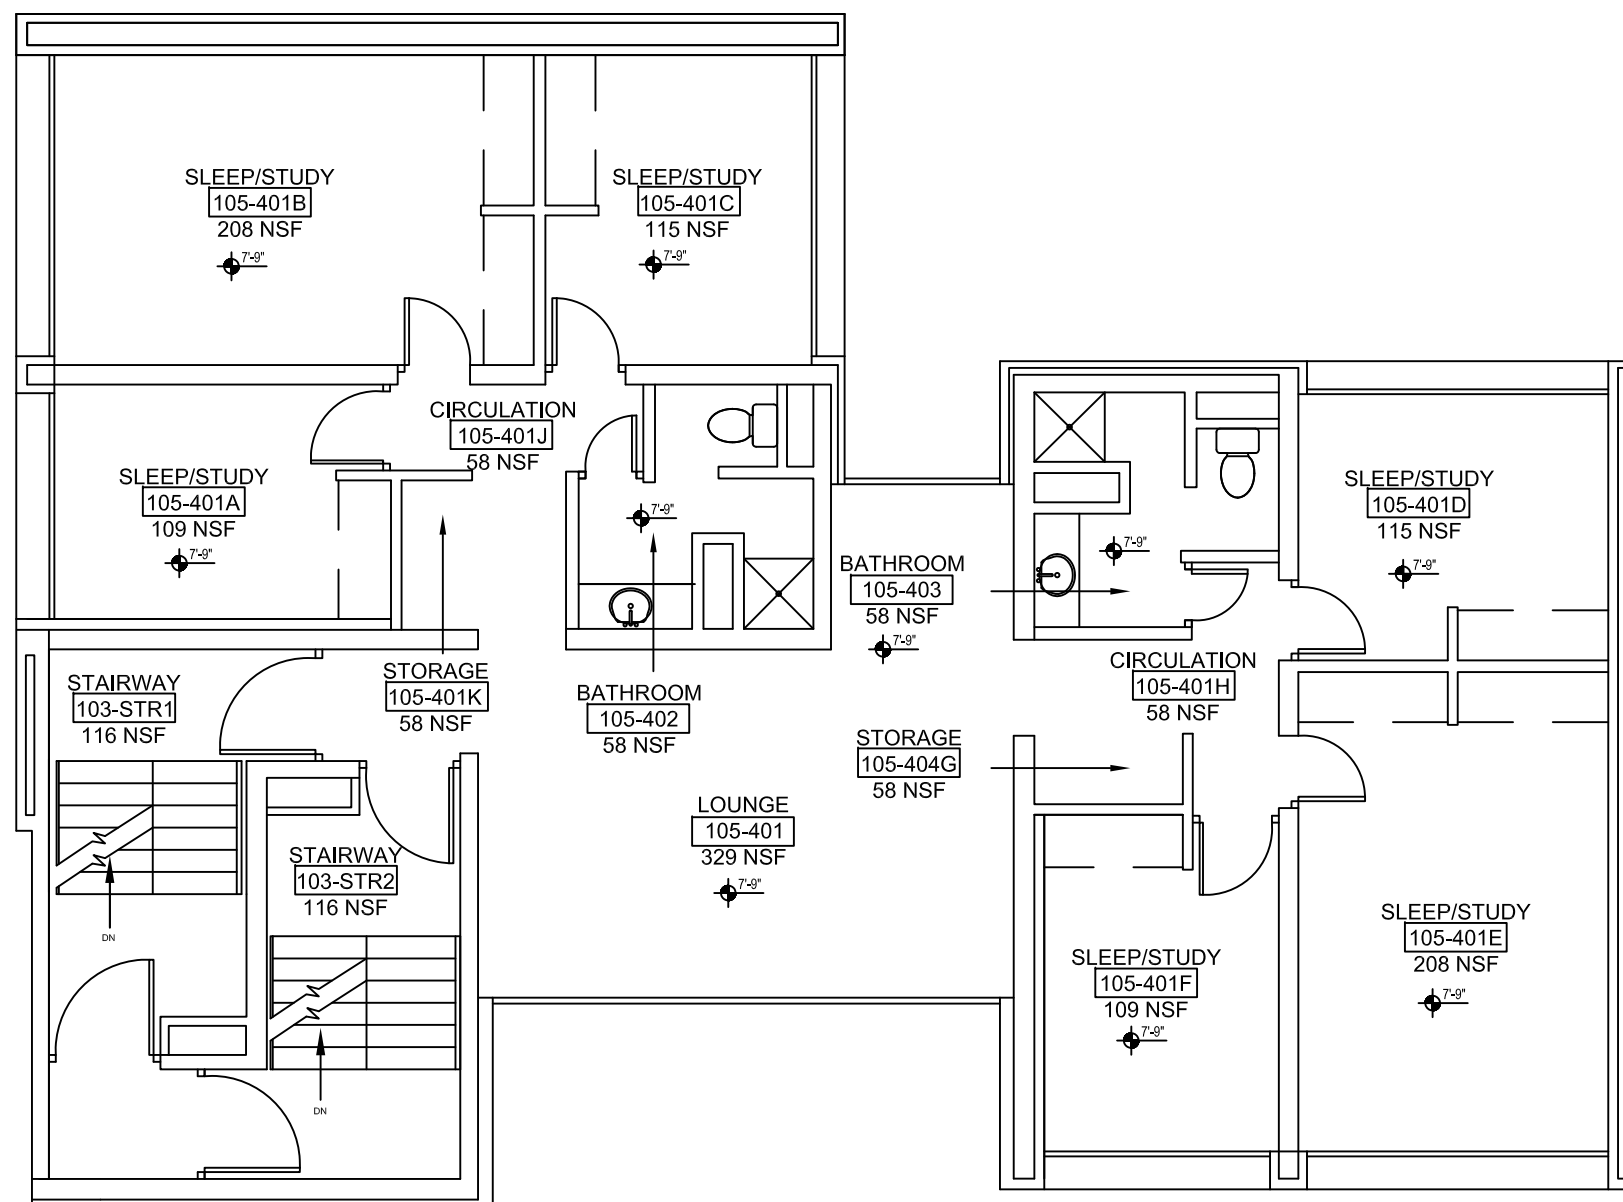 SLEEP/STUDY
105-401B
208 NSF
7'-9"
SLEEP/STUDY
105-401C
115 NSF
7'-9"
CIRCULATION
105-401J
58 NSF
SLEEP/STUDY
105-401A
109 NSF
7'-9"
7'-9"
BATHROOM
105-403
58 NSF
7'-9"
7'-9"
SLEEP/STUDY
105-401D
115 NSF
7'-9"
STAIRWAY
103-STR1
116 NSF
STORAGE
105-401K
58 NSF
BATHROOM
105-402
58 NSF
CIRCULATION
105-401H
58 NSF
STORAGE
105-404G
58 NSF
LOUNGE
105-401
329 NSF
7'-9"
STAIRWAY
103-STR2
116 NSF
DN
DN
SLEEP/STUDY
105-401F
109 NSF
7'-9"
SLEEP/STUDY
105-401E
208 NSF
7'-9"